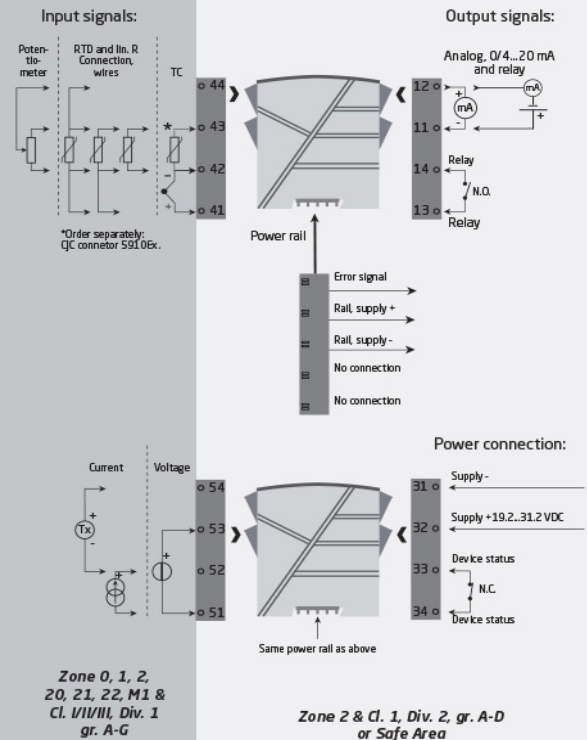 Input signals:
Output signals:
Poten-
tio-
meter
RTD and lin. R
Connection,
wires
TC
Analog, 0/4...20 mA
and relay
44
43
42
41
*
-
+
12
11
14
13
+
-
mA
mA
+
Relay
N.O.
Relay
*Order separately:
CJC connetor 5910Ex.
Power rail
Error signal
Rail, supply +
Rail, supply -
No connection
No connection
Power connection:
Current
Voltage
54
53
52
51
+
Tx
-
+
+
31
32
33
34
Supply -
Supply +19.2...31.2 VDC
Device status
N.C.
Device status
Same power rail as above
Zone 0, 1, 2,
20, 21, 22, M1 &
Cl. I/II/III, Div. 1
gr. A-G
Zone 2 & Cl. 1, Div. 2, gr. A-D
or Safe Area